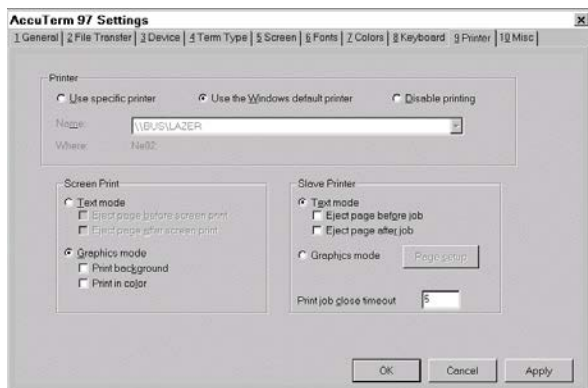 AccuTerm 97 Settings
1 General 2 File Transfer 3 Device 4 Term Type 5 Screen 6 Fonts 7 Colors 8 Keyboard 9 Printer 10 Misc
Printer
Use specific printer Use the Windows default printer Disable printing
Name: \\BUS\LAZER
Where: Ne02:
Screen Print
Text mode
Eject page before screen print
Eject page after screen print
Graphics mode
Print background
Print in color
Slave Printer
Text mode
Eject page before job
Eject page after job
Graphics mode Page setup
Print job close timeout 5
OK Cancel Apply